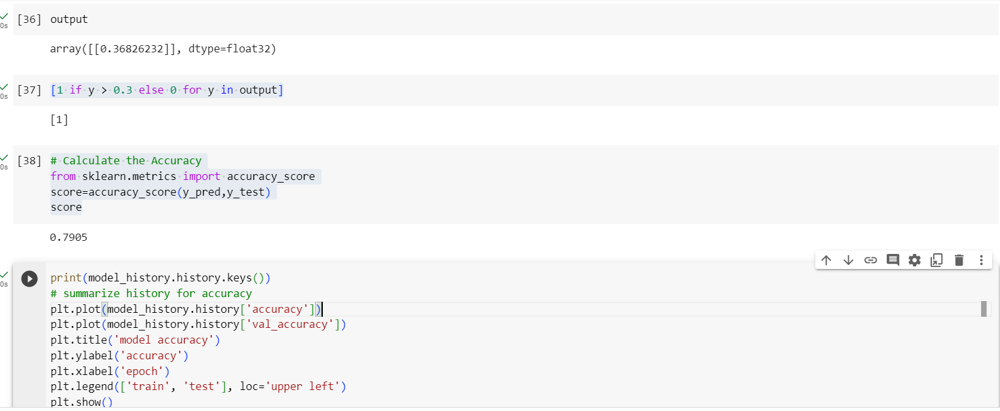 [36] output
0s
array([[0.36826232]], dtype=float32)
[37] [1 if y > 0.3 else 0 for y in output]
0s
[1]
[38] # Calculate the Accuracy
0s
from sklearn.metrics import accuracy_score
score=accuracy_score(y_pred,y_test)
score
0.7905
print(model_history.history.keys())
0s
# summarize history for accuracy
plt.plot(model_history.history['accuracy'])
plt.plot(model_history.history['val_accuracy'])
plt.title('model accuracy')
plt.ylabel('accuracy')
plt.xlabel('epoch')
plt.legend(['train', 'test'], loc='upper left')
plt.show()